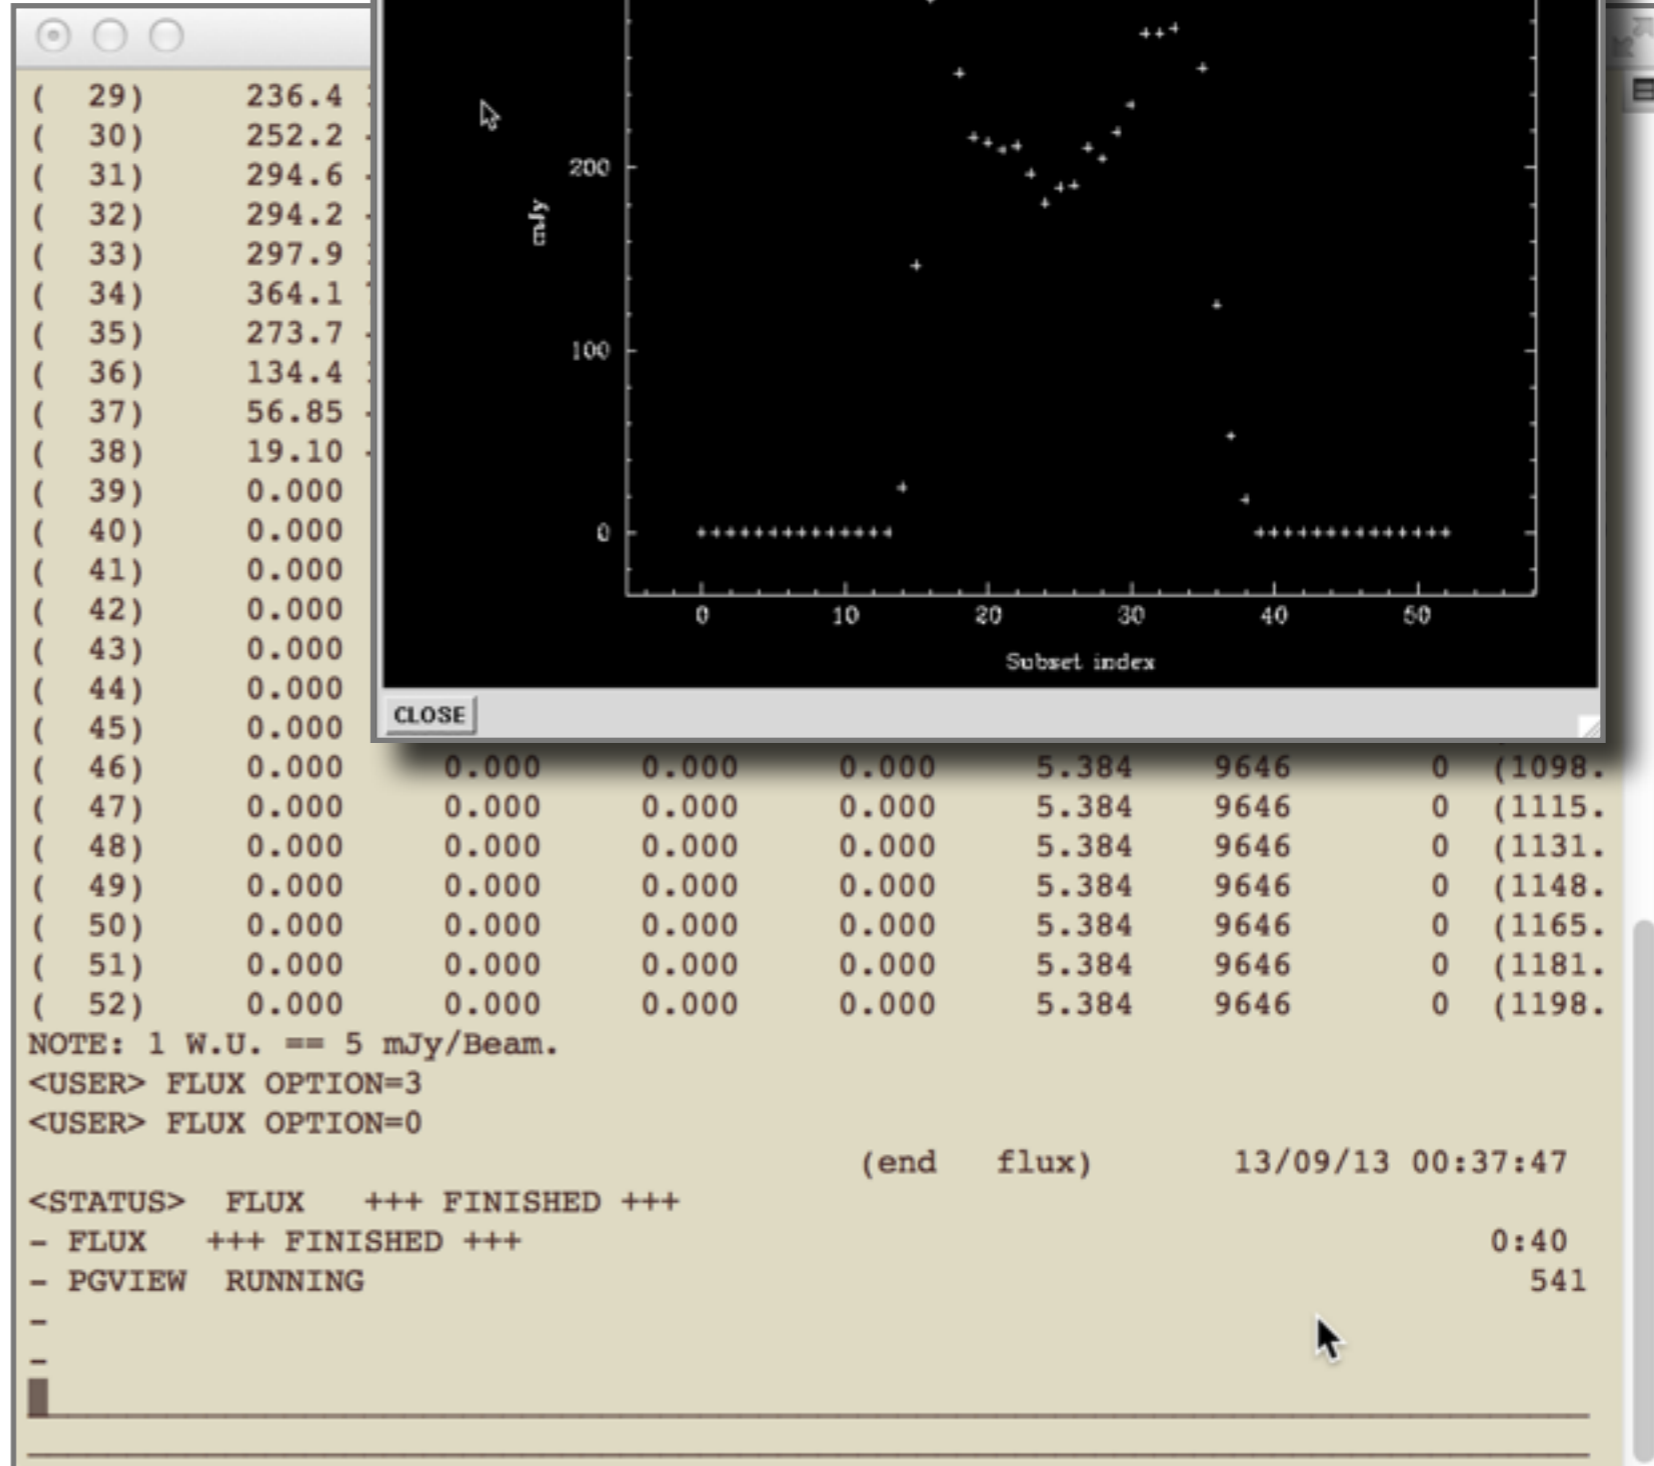 200
mJy
100
0
0 10 20 30 40 50
Subset index
CLOSE
( 29) 236.4
( 30) 252.2
( 31) 294.6
( 32) 294.2
( 33) 297.9
( 34) 364.1
( 35) 273.7
( 36) 134.4
( 37) 56.85
( 38) 19.10
( 39) 0.000
( 40) 0.000
( 41) 0.000
( 42) 0.000
( 43) 0.000
( 44) 0.000
( 45) 0.000
( 46) 0.000 0.000 0.000 0.000 5.384 9646 0 (1098.
( 47) 0.000 0.000 0.000 0.000 5.384 9646 0 (1115.
( 48) 0.000 0.000 0.000 0.000 5.384 9646 0 (1131.
( 49) 0.000 0.000 0.000 0.000 5.384 9646 0 (1148.
( 50) 0.000 0.000 0.000 0.000 5.384 9646 0 (1165.
( 51) 0.000 0.000 0.000 0.000 5.384 9646 0 (1181.
( 52) 0.000 0.000 0.000 0.000 5.384 9646 0 (1198.
NOTE: 1 W.U. == 5 mJy/Beam.
<USER> FLUX OPTION=3
<USER> FLUX OPTION=0
(end flux) 13/09/13 00:37:47
<STATUS> FLUX +++ FINISHED +++
- FLUX +++ FINISHED +++ 0:40
- PGVIEW RUNNING 541
-
-